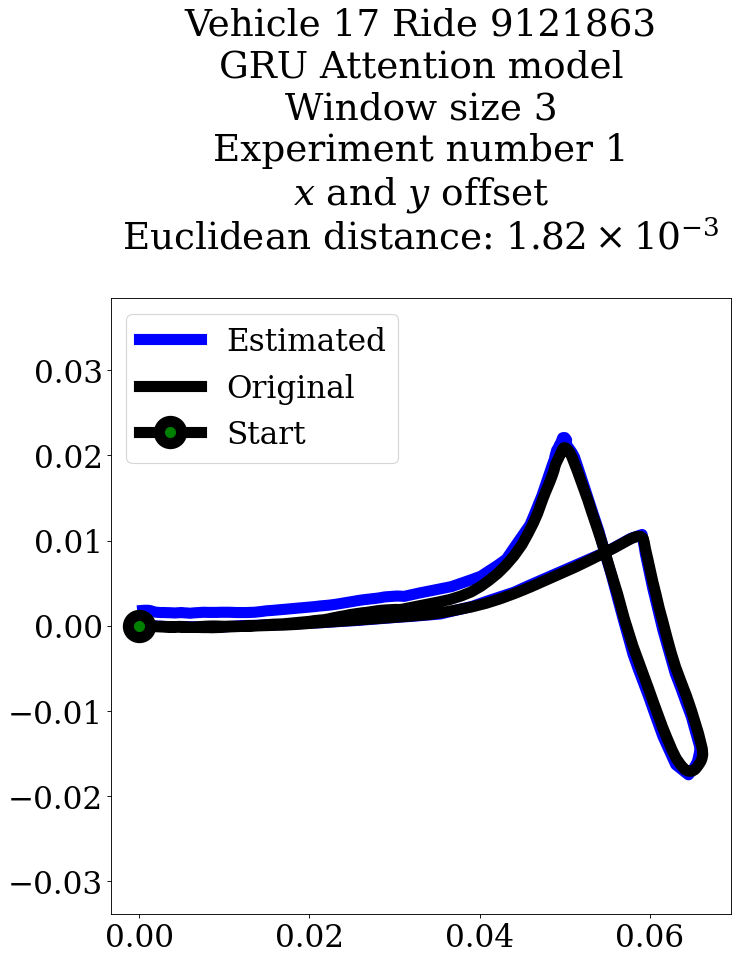 Vehicle 17 Ride 9121863
GRU Attention model
Window size 3
Experiment number 1
x and y offset
Euclidean distance: 1.82 × 10⁻³
Estimated
Original
Start
0.03
0.02
0.01
0.00
−0.01
−0.02
−0.03
0.00 0.02 0.04 0.06